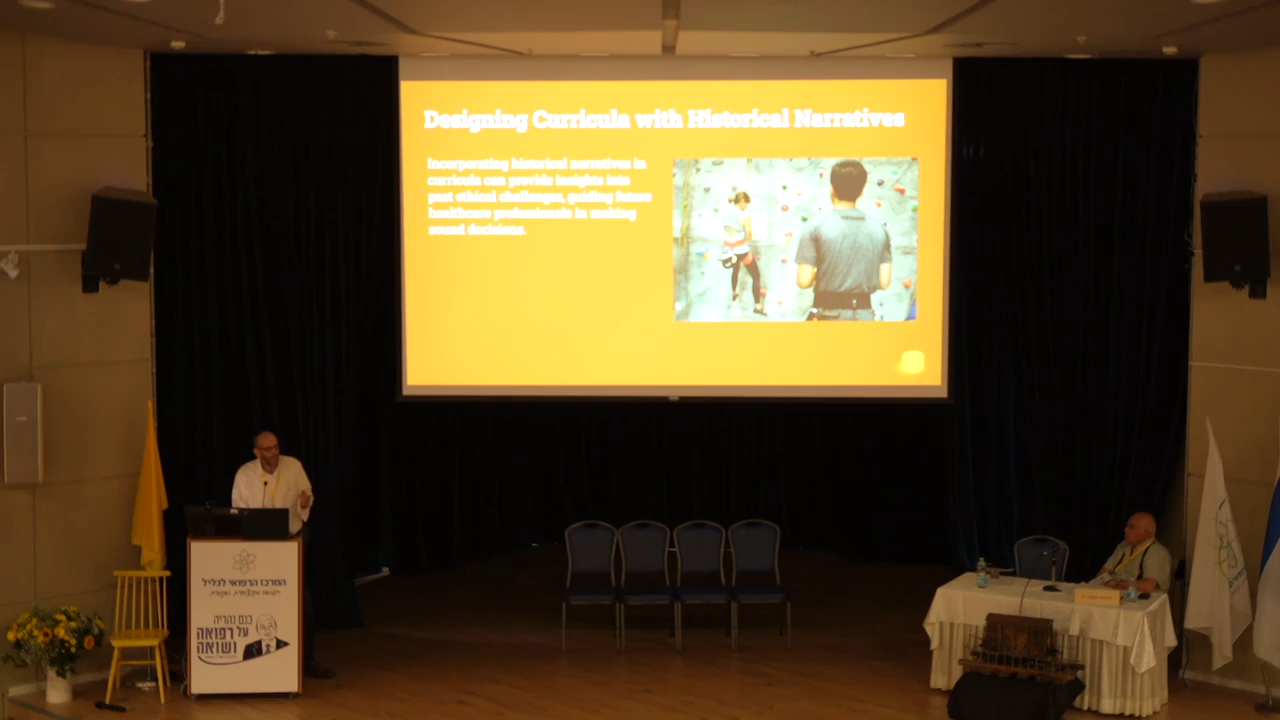 Designing Curricula with Historical Narratives
Incorporating historical narratives in
curricula can provide insights into
past ethical challenges, guiding future
healthcare professionals in making
sound decisions.
המרכז הרפואי לגליל
כנס נהריה
על רפואה
ושואה